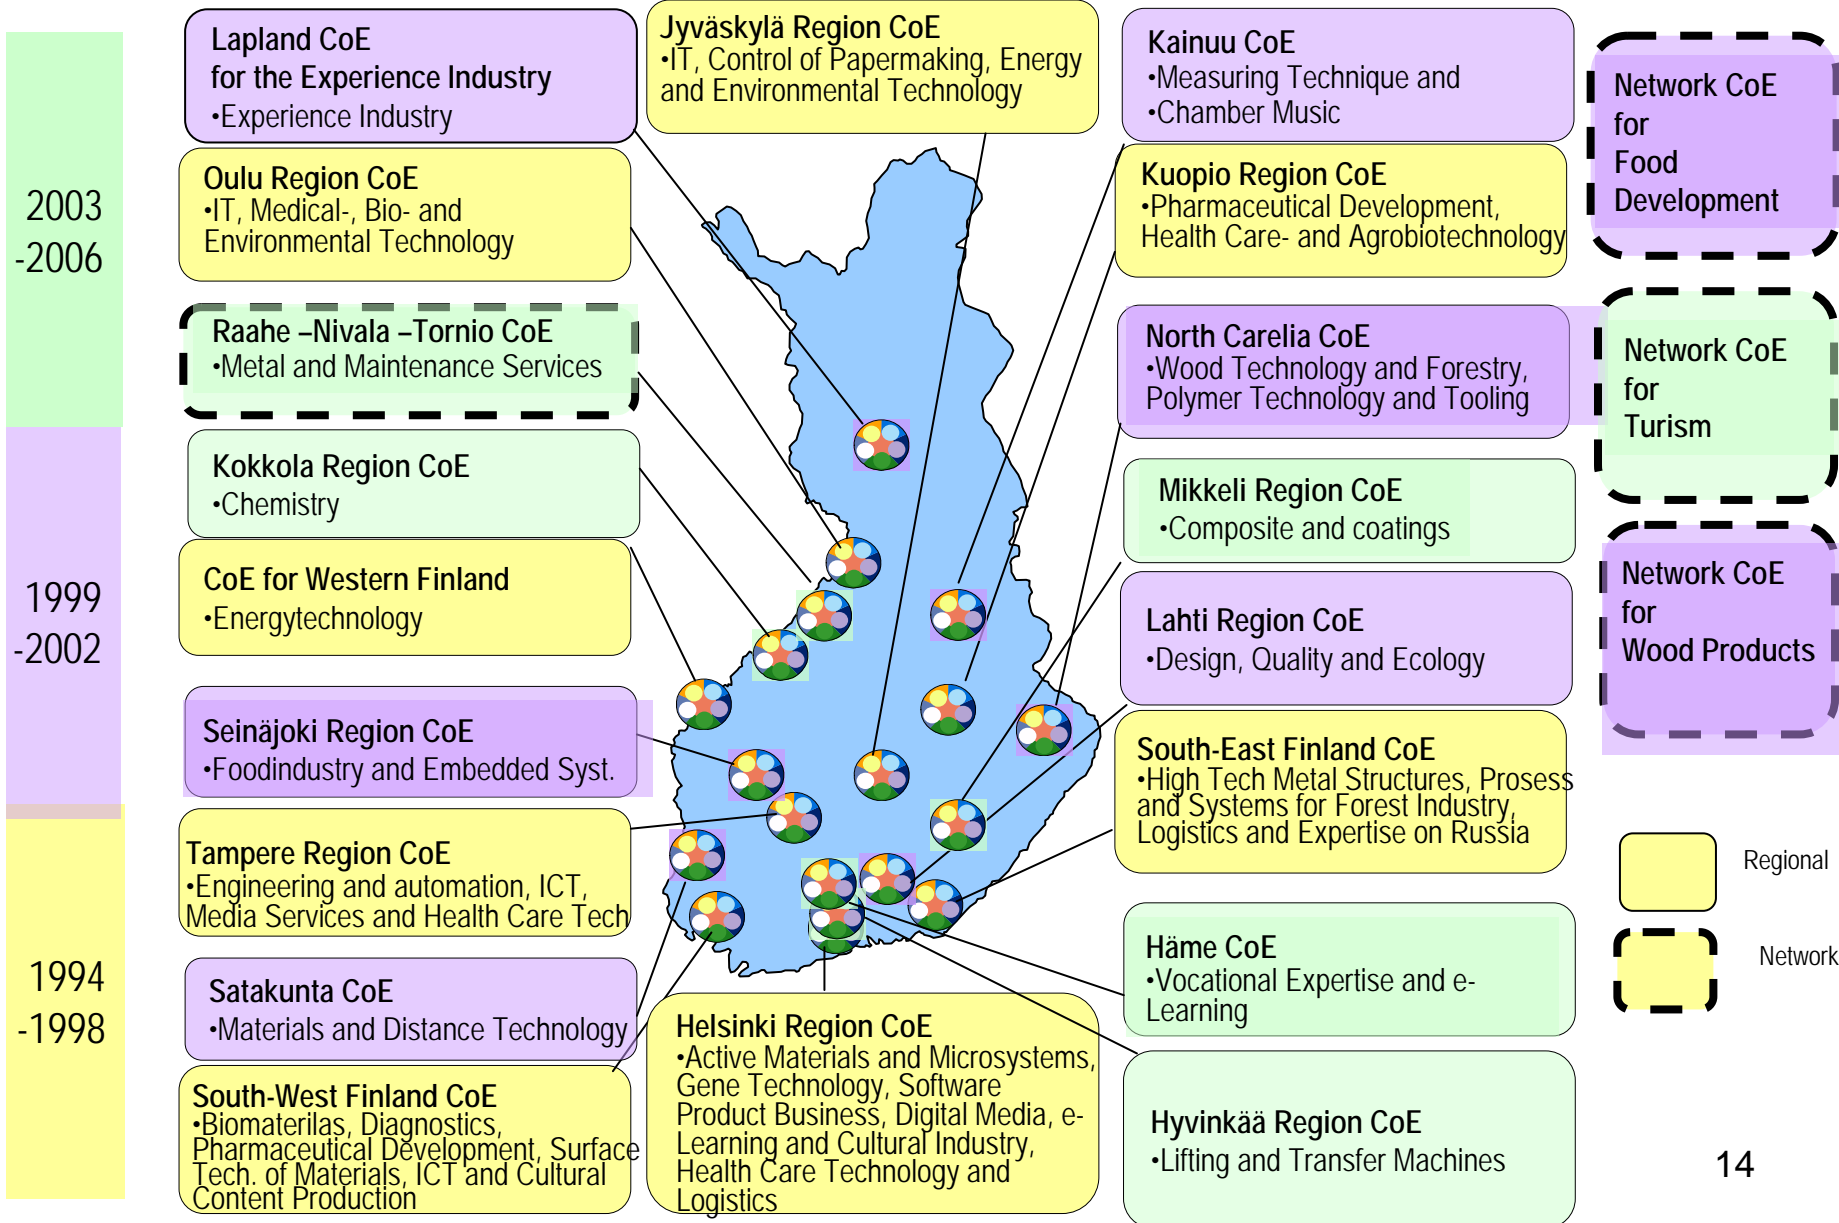 2003
-2006
1999
-2002
1994
-1998
Lapland CoE
for the Experience Industry
•Experience Industry
Oulu Region CoE
•IT, Medical-, Bio- and
Environmental Technology
Raahe –Nivala –Tornio CoE
•Metal and Maintenance Services
Kokkola Region CoE
•Chemistry
CoE for Western Finland
•Energytechnology
Seinäjoki Region CoE
•Foodindustry and Embedded Syst.
Tampere Region CoE
•Engineering and automation, ICT,
Media Services and Health Care Tech
Satakunta CoE
•Materials and Distance Technology
South-West Finland CoE
•Biomaterilas, Diagnostics,
Pharmaceutical Development, Surface
Tech. of Materials, ICT and Cultural
Content Production
Jyväskylä Region CoE
•IT, Control of Papermaking, Energy
and Environmental Technology
Helsinki Region CoE
•Active Materials and Microsystems,
Gene Technology, Software
Product Business, Digital Media, e-
Learning and Cultural Industry,
Health Care Technology and
Logistics
Kainuu CoE
•Measuring Technique and
•Chamber Music
Kuopio Region CoE
•Pharmaceutical Development,
Health Care- and Agrobiotechnology
North Carelia CoE
•Wood Technology and Forestry,
Polymer Technology and Tooling
Mikkeli Region CoE
•Composite and coatings
Lahti Region CoE
•Design, Quality and Ecology
South-East Finland CoE
•High Tech Metal Structures, Prosess
and Systems for Forest Industry,
Logistics and Expertise on Russia
Häme CoE
•Vocational Expertise and e-
Learning
Hyvinkää Region CoE
•Lifting and Transfer Machines
Network CoE
for
Food
Development
Network CoE
for
Turism
Network CoE
for
Wood Products
Regional
Network
14